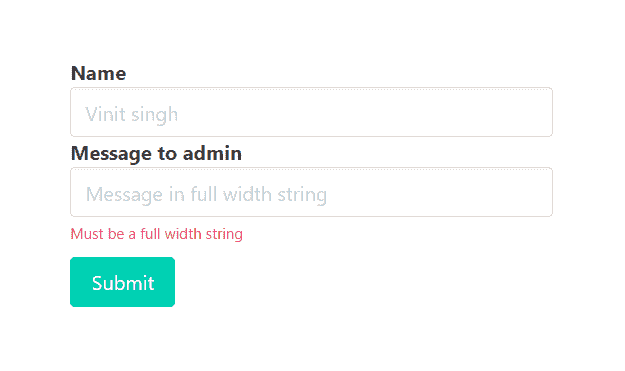 Name
Vinit singh
Message to admin
Message in full width string
Must be a full width string
Submit